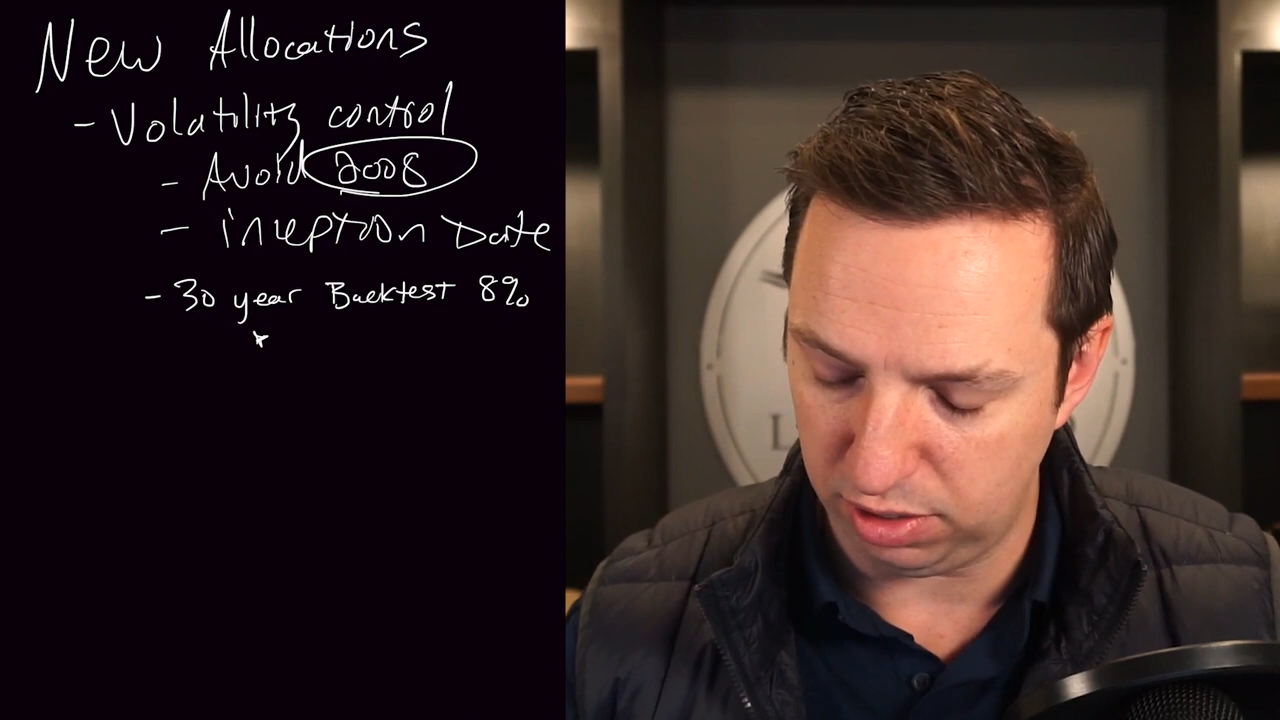 New Allocations
- Volatility control
- Avoid 2008
- inception Date
- 30 year Backtest 8%